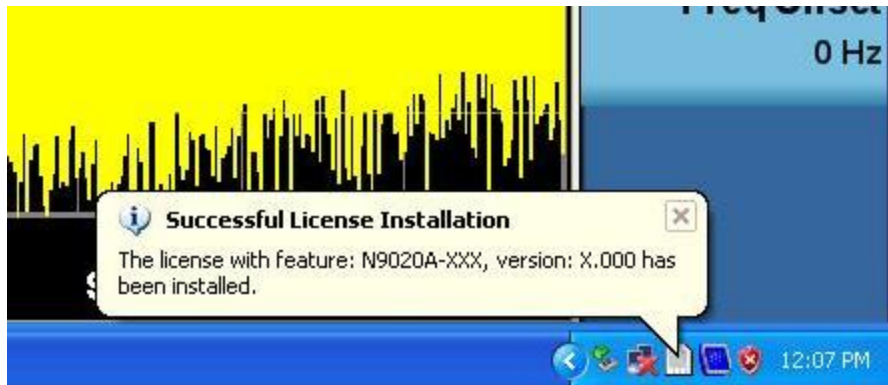 Freq Offset
0 Hz
Successful License Installation
The license with feature: N9020A-XXX, version: X.000 has
been installed.
12:07 PM